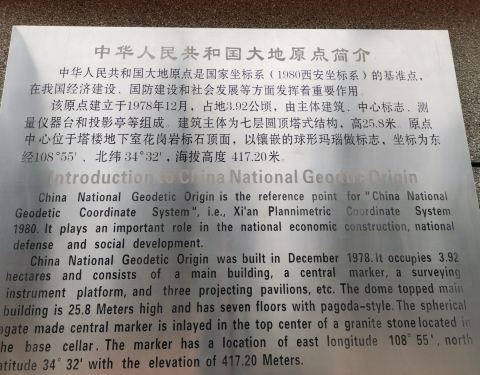 中华人民共和国大地原点简介
中华人民共和国大地原点是国家坐标系（1980西安坐标系）的基准点，
在我国经济建设、国防建设和社会发展等方面发挥着重要作用。
该原点建立于1978年12月，占地3.92公顷，由主体建筑、中心标志、测
量仪器台和投影亭等组成。建筑主体为七层圆顶塔式结构，高25.8米。原点
中心位于塔楼地下室花岗岩标石顶面，以镶嵌的球形玛瑙做标志，坐标为东
经108°55′、北纬34°32′，海拔高度 417.20米。
Introduction to China National Geodetic Origin
China National Geodetic Origin is the reference point for "China National
Geodetic Coordinate System", i.e., Xi'an Plannimetric Coordinate System
1980. It plays an important role in the national economic construction, national
defense and social development.
China National Geodetic Origin was built in December 1978. It occupies 3.92
hectares and consists of a main building, a central marker, a surveying
instrument platform, and three projecting pavilions, etc. The dome topped main
building is 25.8 Meters high and has seven floors with pagoda-style. The spherical
agate made central marker is inlayed in the top center of a granite stone located in
the base cellar. The marker has a location of east longitude 108° 55', north
latitude 34° 32' with the elevation of 417.20 Meters.